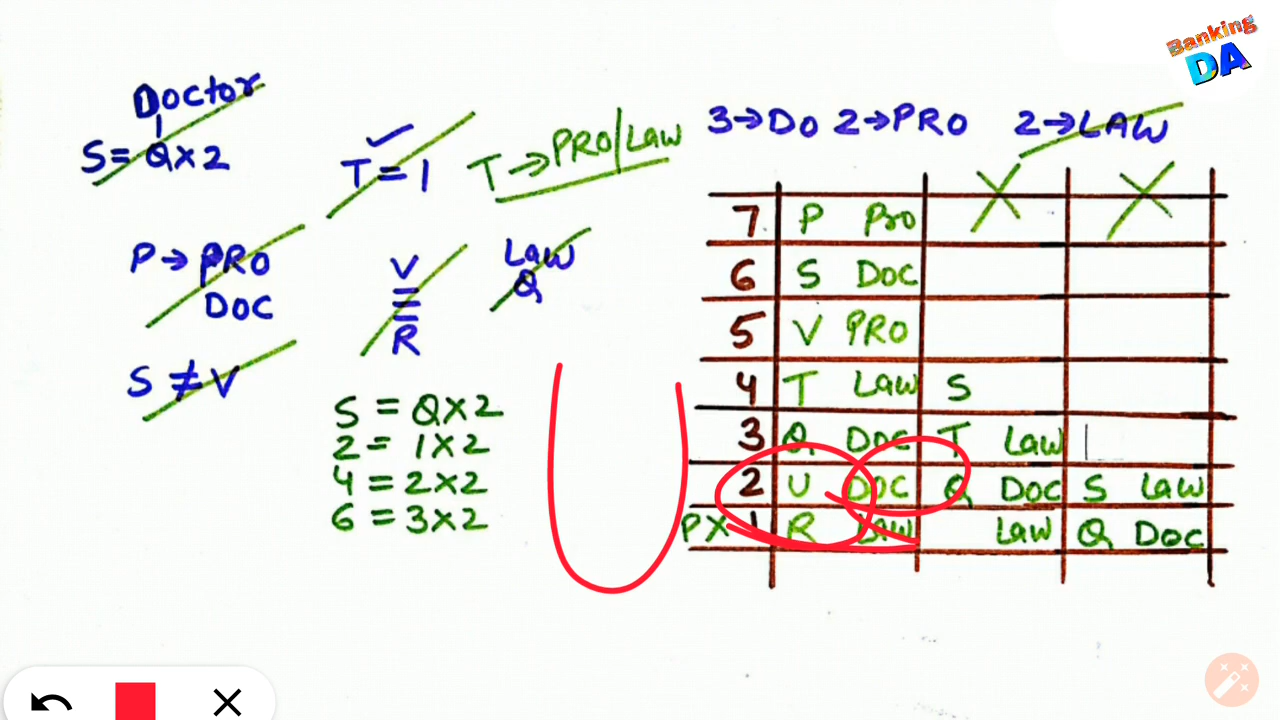 Banking
DA
Doctor
S = Q x 2
T = 1
T → PRO/LAW
3→DO 2→PRO 2→LAW
P → PRO
DOC
V
=
=
R
LAW
Q
S ≠ V
S = Q x 2
2 = 1 x 2
4 = 2 x 2
6 = 3 x 2
7 P PRO X X
6 S DOC
5 V PRO
4 T LAW S
3 Q DOC T LAW
2 U DOC Q DOC S LAW
PX 1 R LAW LAW Q DOC